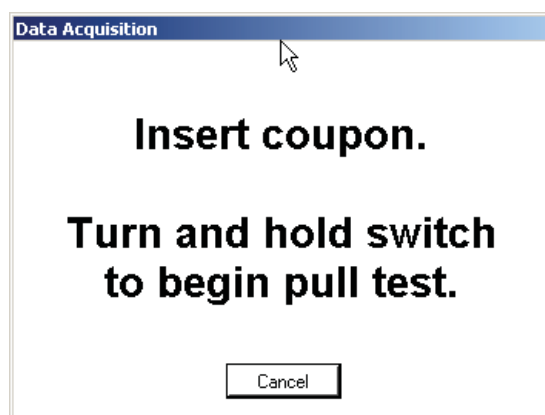 Data Acquisition
Insert coupon.
Turn and hold switch
to begin pull test.
Cancel